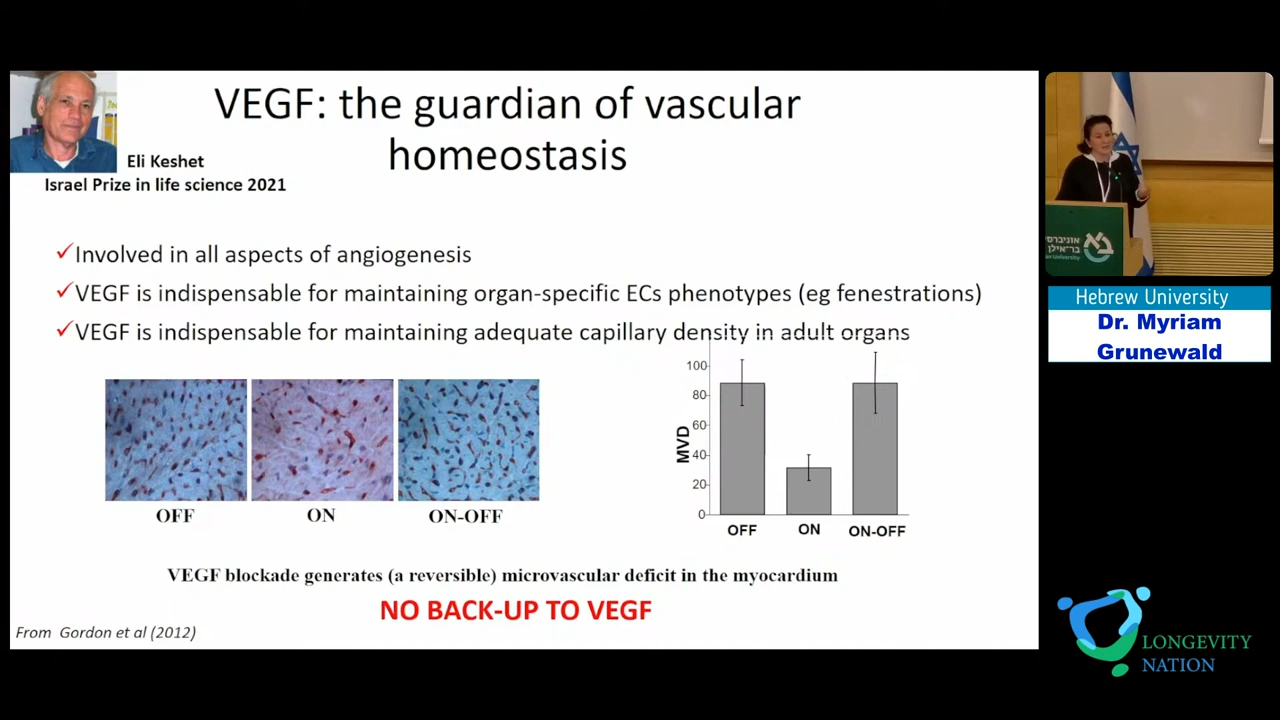 VEGF: the guardian of vascular
homeostasis
Eli Keshet
Israel Prize in life science 2021
✓Involved in all aspects of angiogenesis
✓VEGF is indispensable for maintaining organ-specific ECs phenotypes (eg fenestrations)
✓VEGF is indispensable for maintaining adequate capillary density in adult organs
OFF
ON
ON-OFF
MVD
100
80
60
40
20
0
OFF
ON
ON-OFF
VEGF blockade generates (a reversible) microvascular deficit in the myocardium
NO BACK-UP TO VEGF
From Gordon et al (2012)
Hebrew University
Dr. Myriam
Grunewald
LONGEVITY
NATION